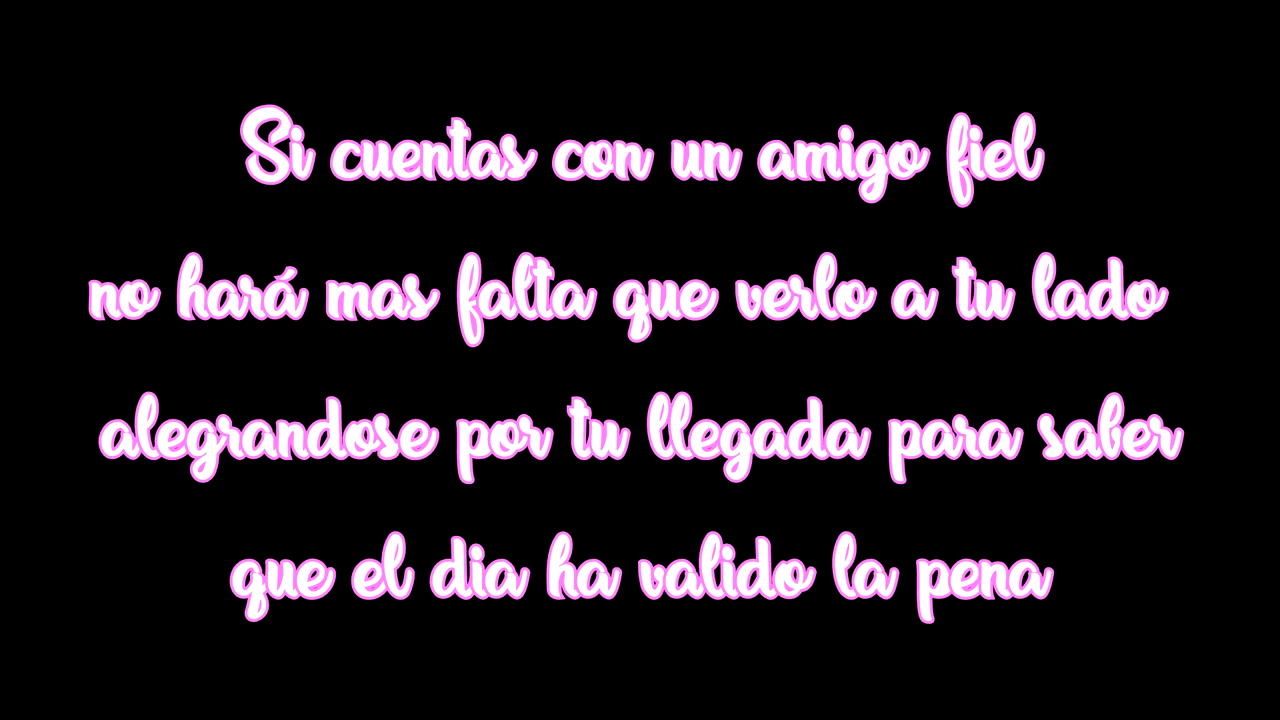 Si cuentas con un amigo fiel
no hará mas falta que verlo a tu lado
alegrandose por tu llegada para saber
que el dia ha valido la pena